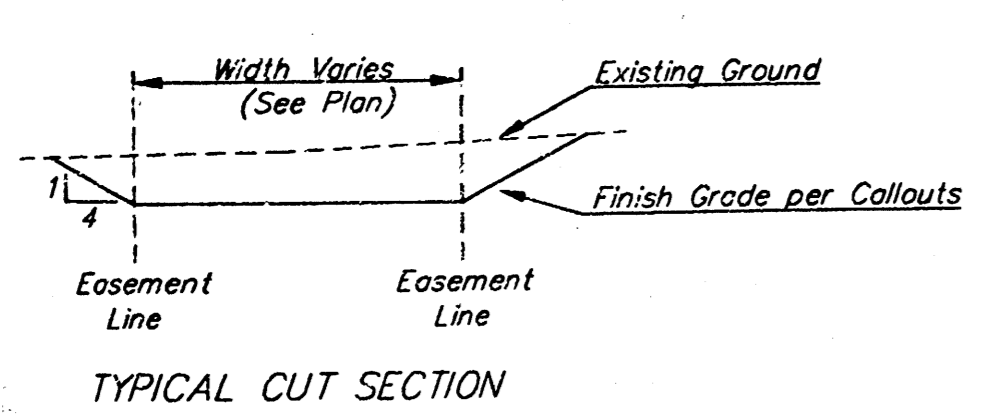 Width Varies
(See Plan)
Existing Ground
1
4
Finish Grade per Callouts
Easement
Line
Easement
Line
TYPICAL CUT SECTION